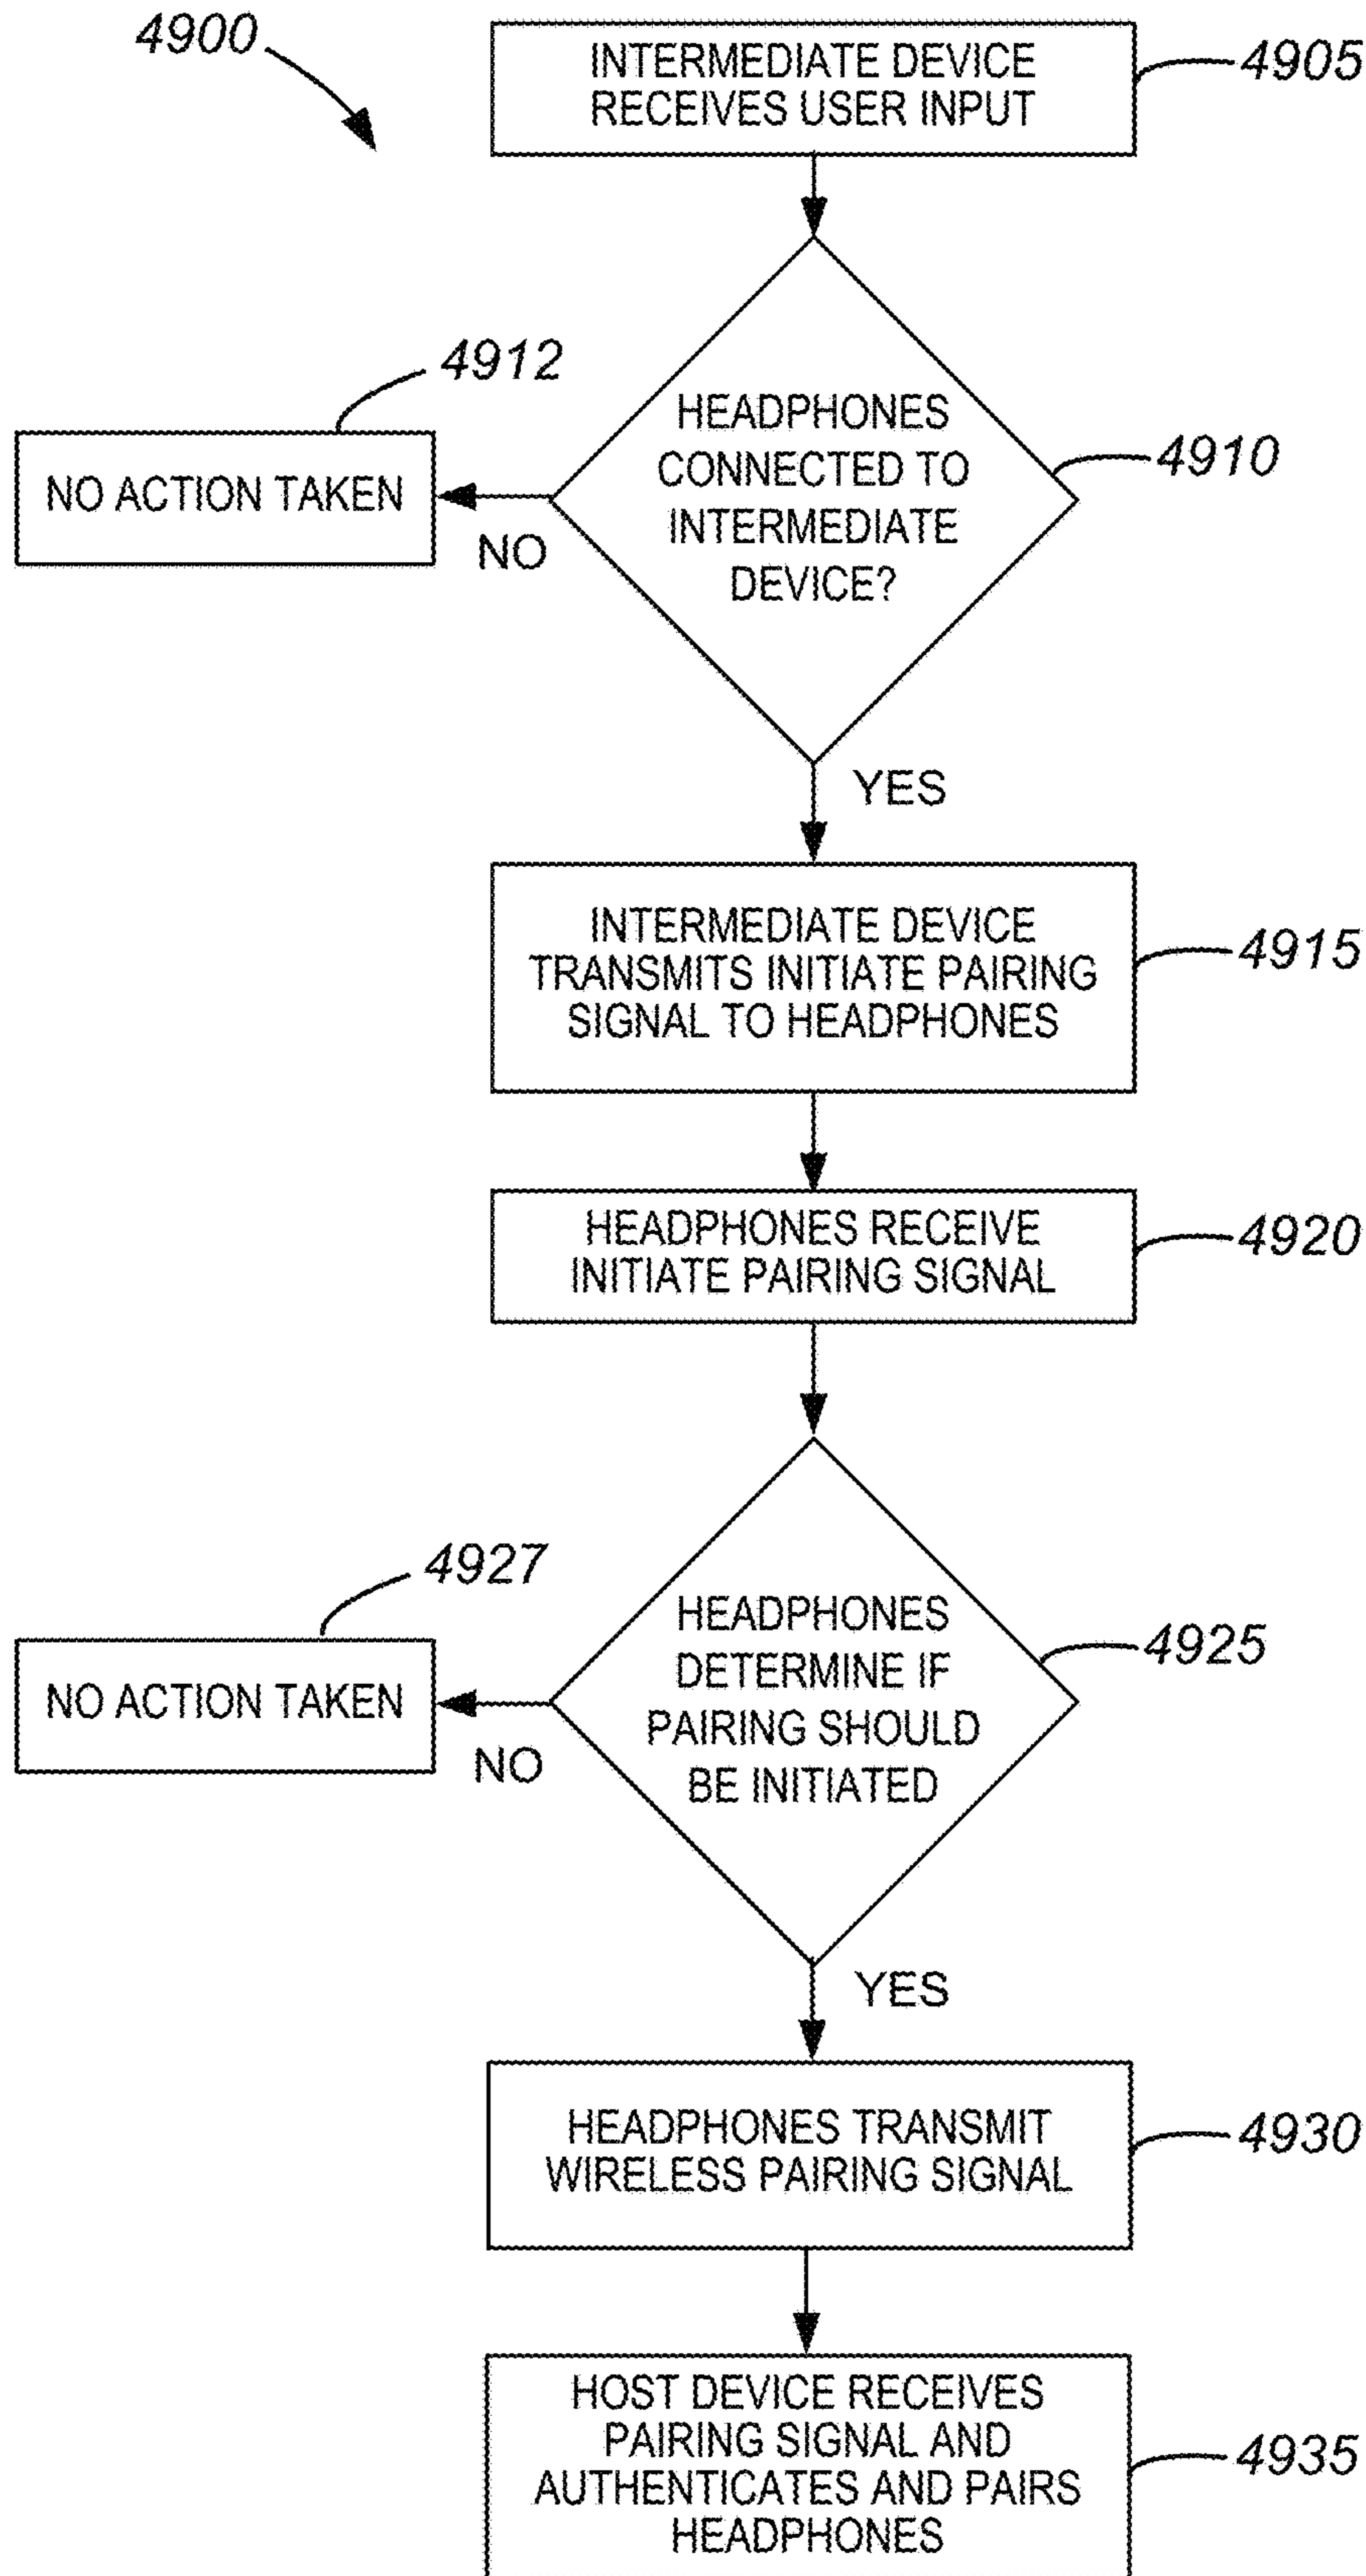 4900
INTERMEDIATE DEVICE
RECEIVES USER INPUT
4905
4912
HEADPHONES
CONNECTED TO
INTERMEDIATE
DEVICE?
4910
NO ACTION TAKEN
NO
YES
INTERMEDIATE DEVICE
TRANSMITS INITIATE PAIRING
SIGNAL TO HEADPHONES
4915
HEADPHONES RECEIVE
INITIATE PAIRING SIGNAL
4920
4927
HEADPHONES
DETERMINE IF
PAIRING SHOULD
BE INITIATED
4925
NO ACTION TAKEN
NO
YES
HEADPHONES TRANSMIT
WIRELESS PAIRING SIGNAL
4930
HOST DEVICE RECEIVES
PAIRING SIGNAL AND
AUTHENTICATES AND PAIRS
HEADPHONES
4935